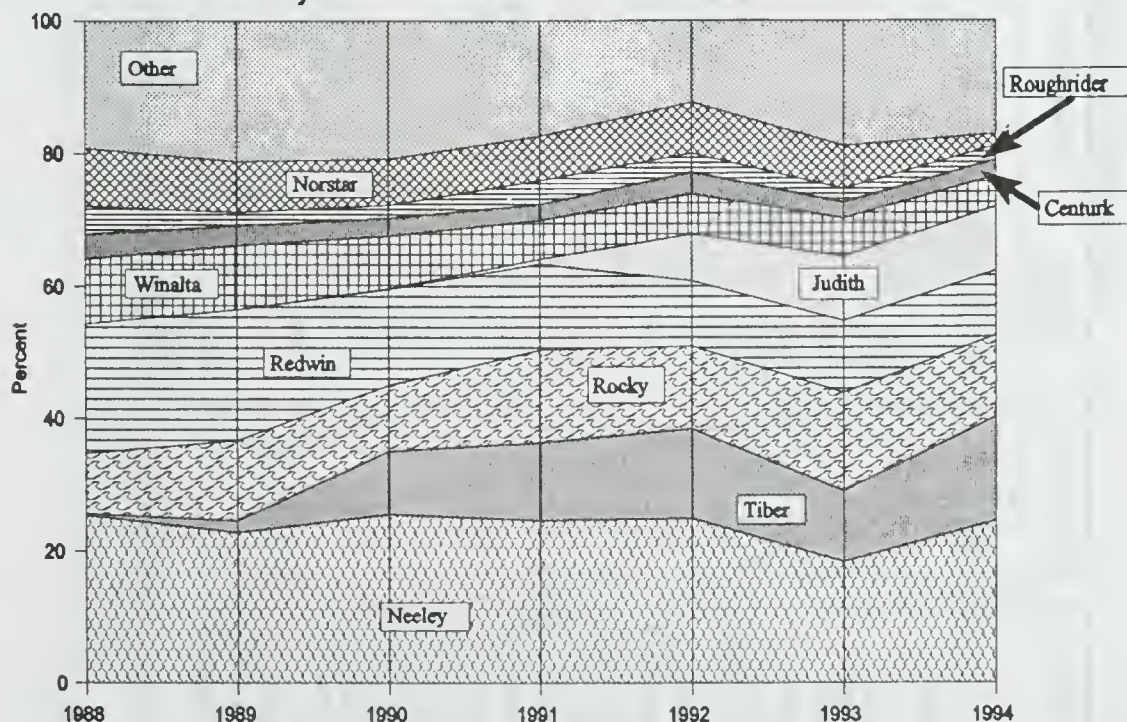 100
80
60
40
20
0
Percent
Other
Roughrider
Norstar
Centurk
Winalta
Judith
Redwin
Rocky
Tiber
Neeley
1988 1989 1990 1991 1992 1993 1994